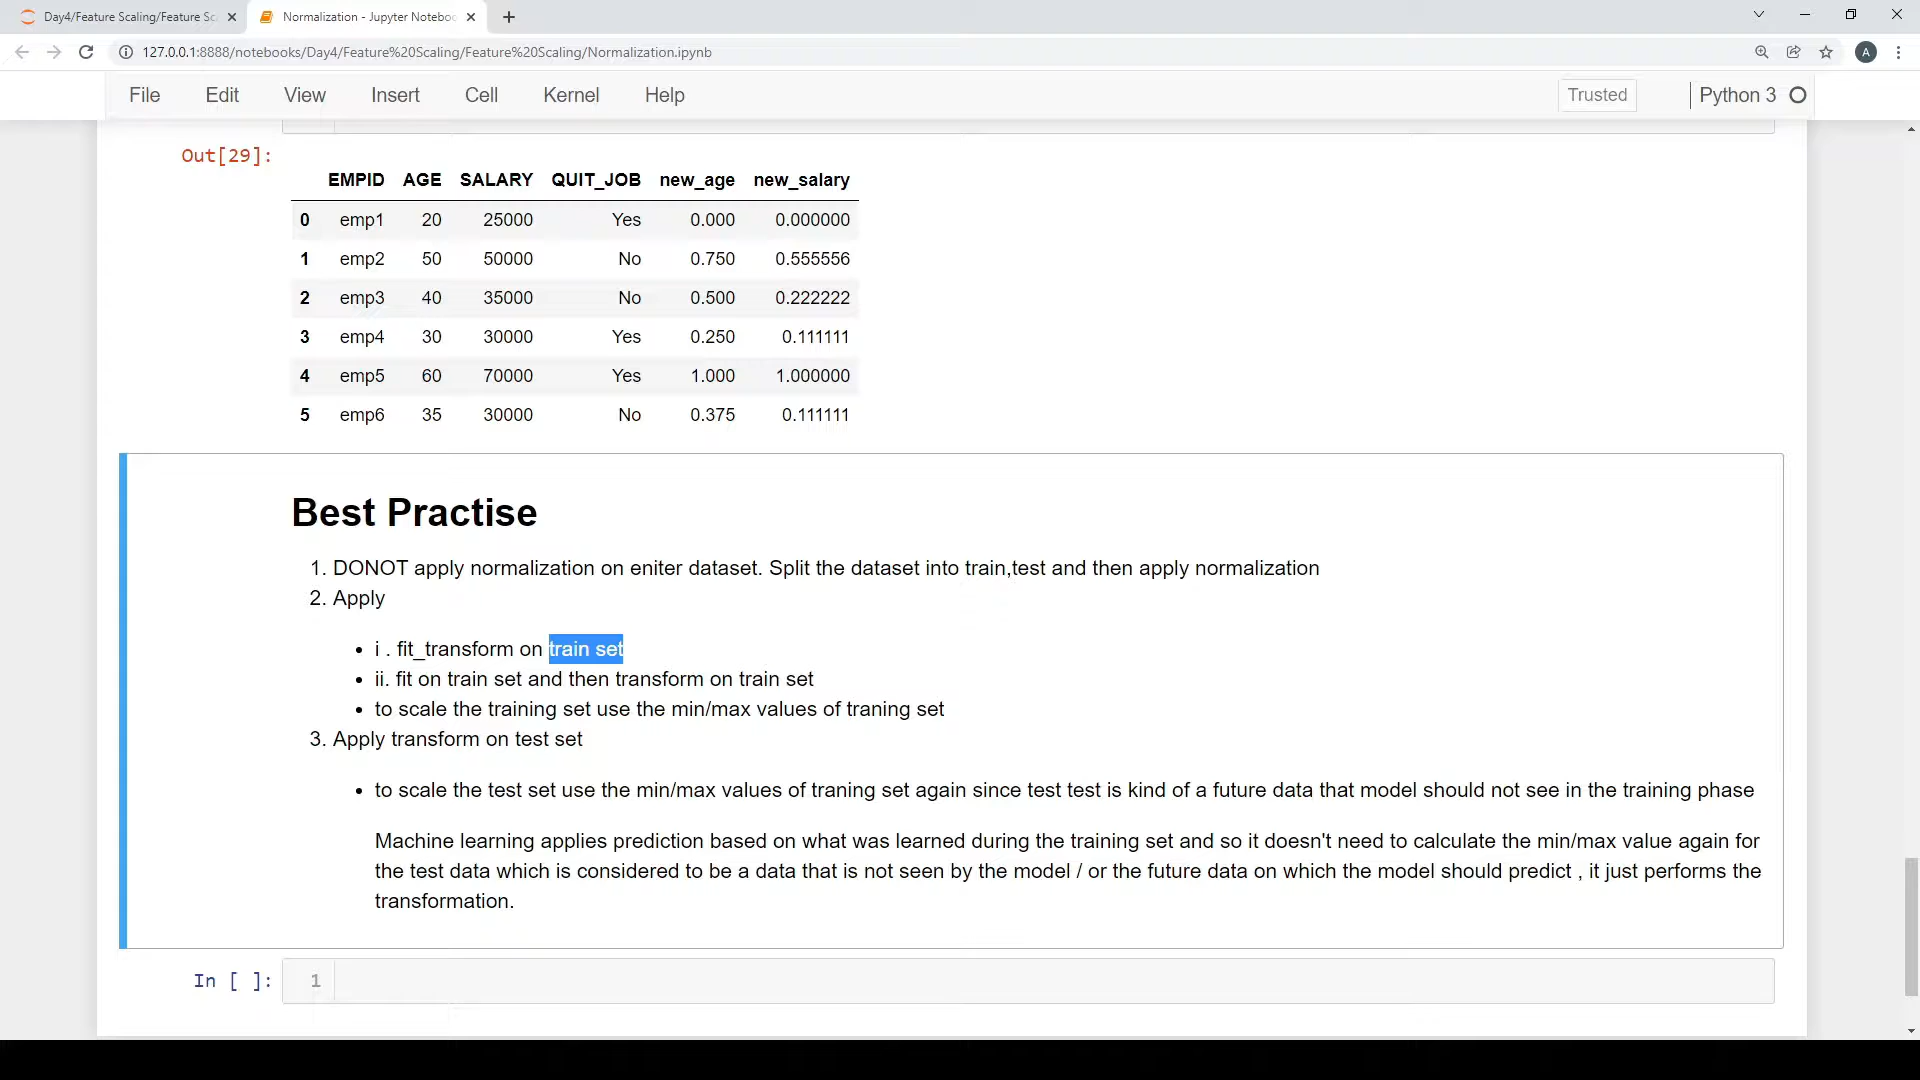 Day4/Feature Scaling/Feature Sc
Normalization - Jupyter Noteboo
127.0.0.1:8888/notebooks/Day4/Feature%20Scaling/Feature%20Scaling/Normalization.ipynb
A
File Edit View Insert Cell Kernel Help Trusted Python 3
Out[29]:
EMPID AGE SALARY QUIT_JOB new_age new_salary
0 emp1 20 25000 Yes 0.000 0.000000
1 emp2 50 50000 No 0.750 0.555556
2 emp3 40 35000 No 0.500 0.222222
3 emp4 30 30000 Yes 0.250 0.111111
4 emp5 60 70000 Yes 1.000 1.000000
5 emp6 35 30000 No 0.375 0.111111
Best Practise
1. DONOT apply normalization on eniter dataset. Split the dataset into train,test and then apply normalization
2. Apply
• i . fit_transform on train set
• ii. fit on train set and then transform on train set
• to scale the training set use the min/max values of traning set
3. Apply transform on test set
• to scale the test set use the min/max values of traning set again since test test is kind of a future data that model should not see in the training phase
Machine learning applies prediction based on what was learned during the training set and so it doesn't need to calculate the min/max value again for
the test data which is considered to be a data that is not seen by the model / or the future data on which the model should predict , it just performs the
transformation.
In [ ]: 1